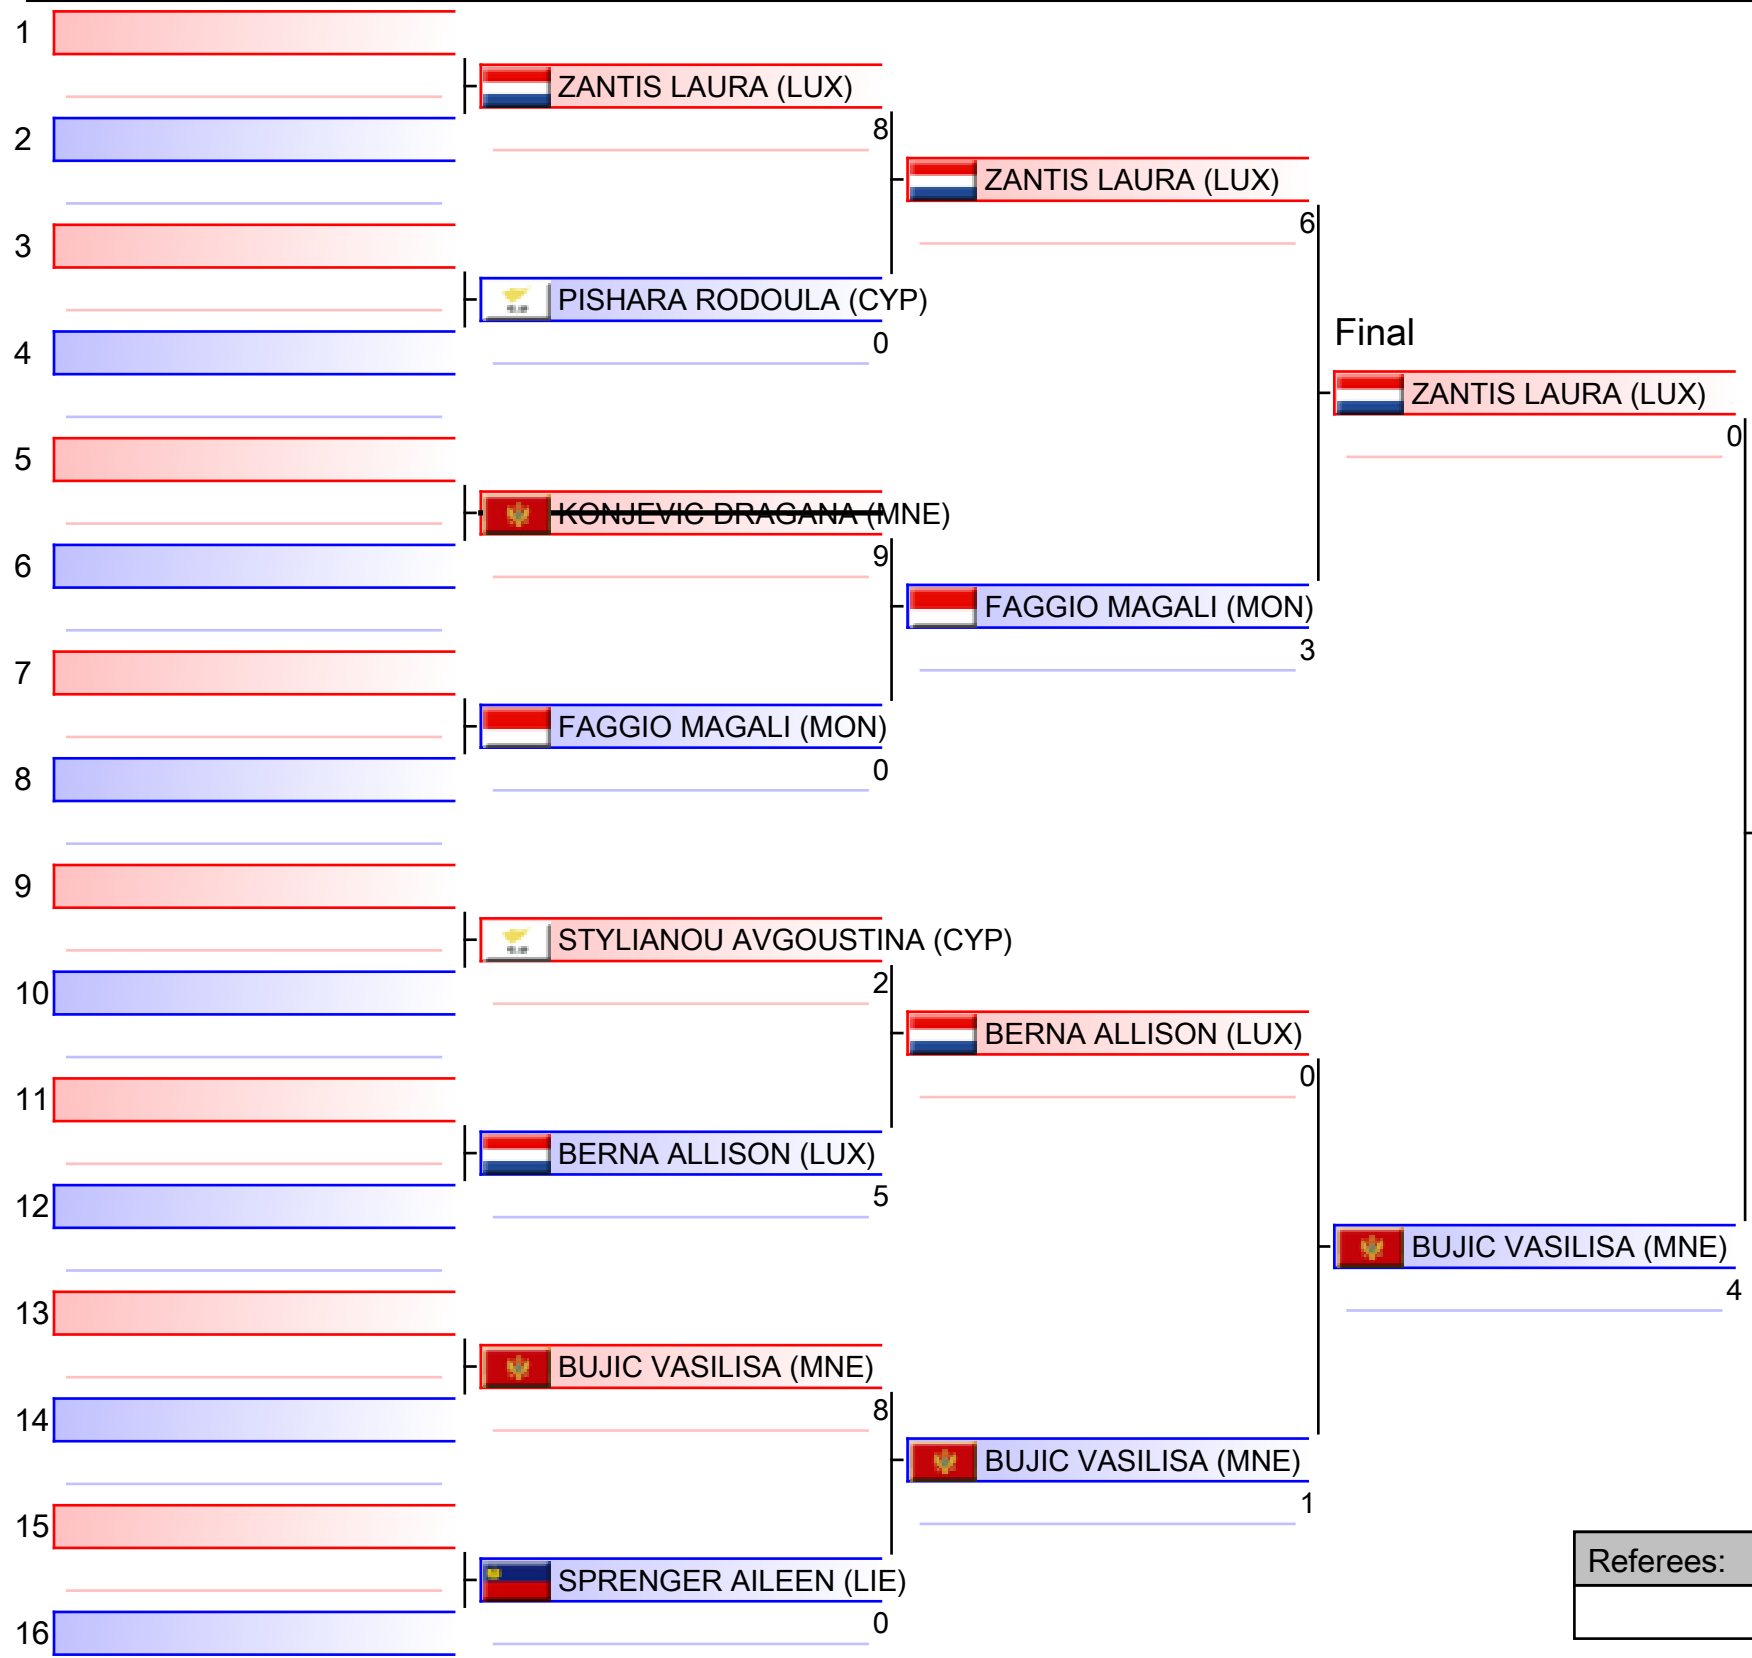 1
ZANTIS LAURA (LUX)
8
2
ZANTIS LAURA (LUX)
6
3
PISHARA RODOULA (CYP)
0
4
Final
ZANTIS LAURA (LUX)
0
5
KONJEVIC DRAGANA (MNE)
9
6
FAGGIO MAGALI (MON)
3
7
FAGGIO MAGALI (MON)
0
8
9
STYLIANOU AVGOUSTINA (CYP)
2
10
BERNA ALLISON (LUX)
0
11
BERNA ALLISON (LUX)
5
12
BUJIC VASILISA (MNE)
4
13
BUJIC VASILISA (MNE)
8
14
BUJIC VASILISA (MNE)
1
15
SPRENGER AILEEN (LIE)
0
16
Referees: